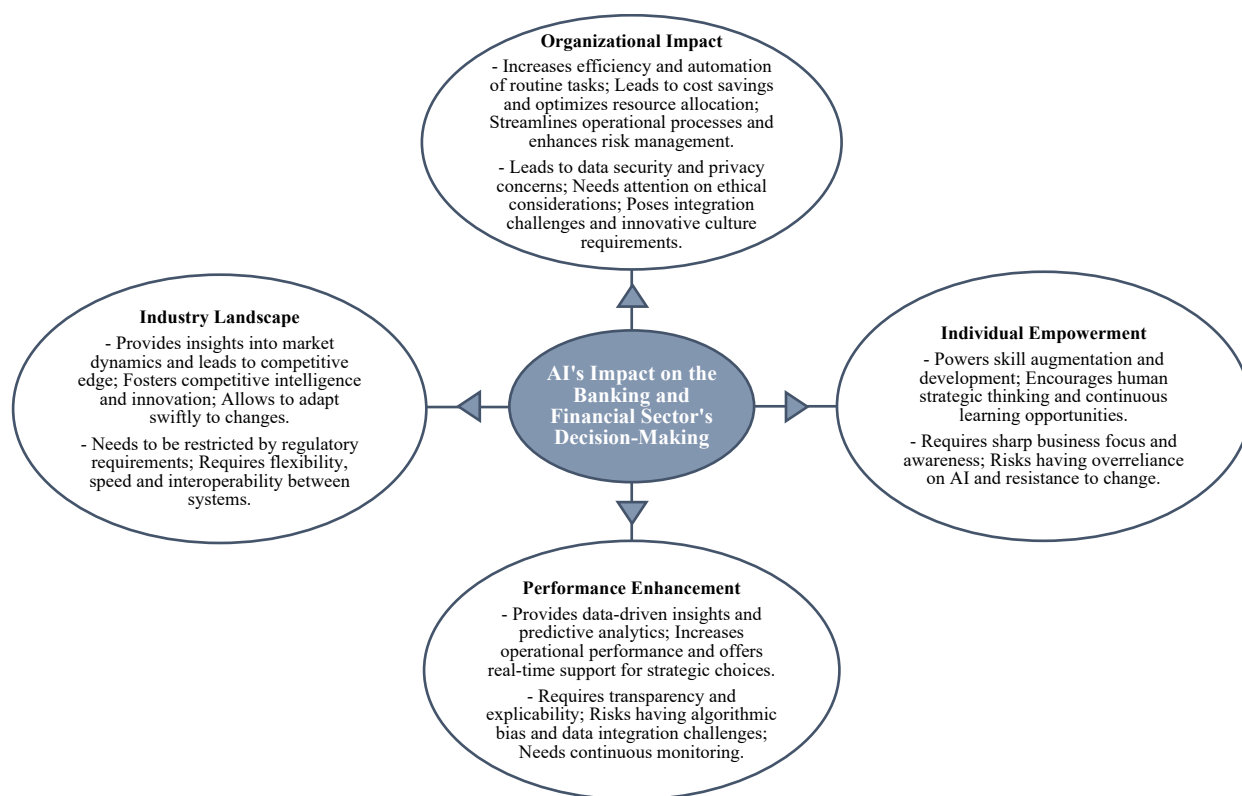 Organizational Impact
- Increases efficiency and automation
of routine tasks; Leads to cost savings
and optimizes resource allocation;
Streamlines operational processes and
enhances risk management.
- Leads to data security and privacy
concerns; Needs attention on ethical
considerations; Poses integration
challenges and innovative culture
requirements.
Industry Landscape
- Provides insights into market
dynamics and leads to competitive
edge; Fosters competitive intelligence
and innovation; Allows to adapt
swiftly to changes.
- Needs to be restricted by regulatory
requirements; Requires flexibility,
speed and interoperability between
systems.
AI's Impact on the
Banking and
Financial Sector's
Decision-Making
Individual Empowerment
- Powers skill augmentation and
development; Encourages human
strategic thinking and continuous
learning opportunities.
- Requires sharp business focus and
awareness; Risks having overreliance
on AI and resistance to change.
Performance Enhancement
- Provides data-driven insights and
predictive analytics; Increases
operational performance and offers
real-time support for strategic choices.
- Requires transparency and
explicability; Risks having algorithmic
bias and data integration challenges;
Needs continuous monitoring.